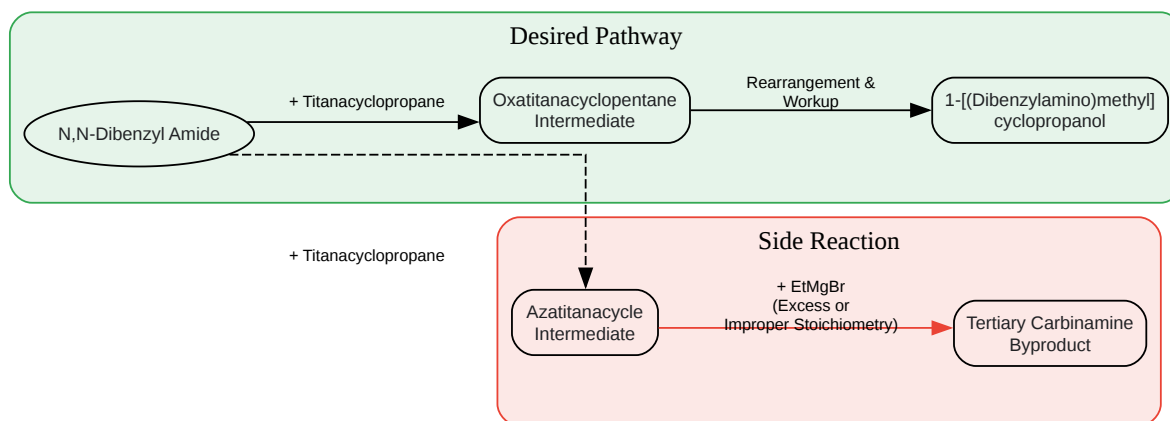 Desired Pathway
N,N-Dibenzyl Amide
+ Titanacyclopropane
Oxatitanacyclopentane
Intermediate
Rearrangement &
Workup
1-[(Dibenzylamino)methyl]
cyclopropanol
+ Titanacyclopropane
Side Reaction
Azatitanacycle
Intermediate
+ EtMgBr
(Excess or
Improper Stoichiometry)
Tertiary Carbinamine
Byproduct